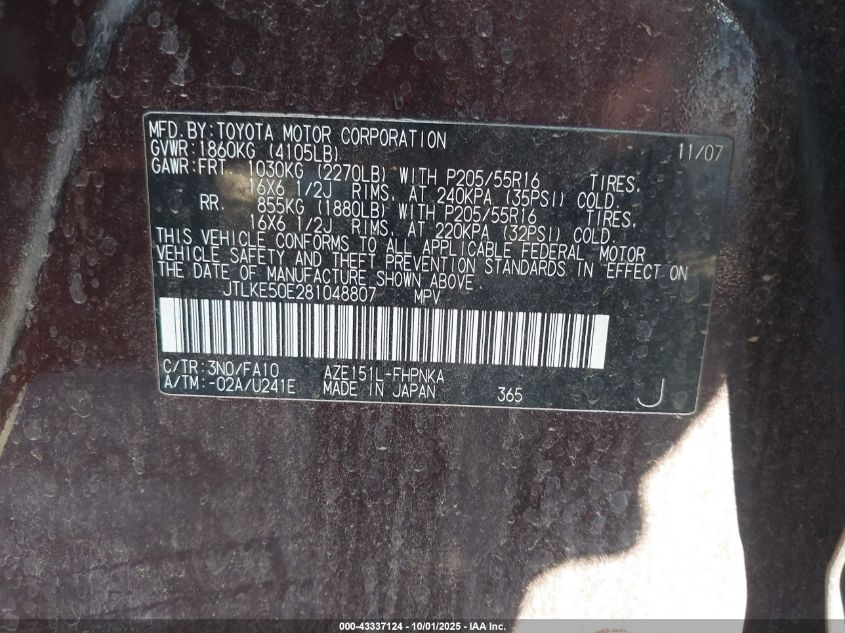 MFD.BY:TOYOTA MOTOR CORPORATION 11/07
GVWR:1860KG (4105LB)
GAWR:FRT. 1030KG (2270LB) WITH P205/55R16 TIRES,
16X6 1/2J RIMS, AT 240KPA (35PSI) COLD.
RR. 855KG (1880LB) WITH P205/55R16 TIRES,
16X6 1/2J RIMS, AT 220KPA (32PSI) COLD.
THIS VEHICLE CONFORMS TO ALL APPLICABLE FEDERAL MOTOR
VEHICLE SAFETY AND THEFT PREVENTION STANDARDS IN EFFECT ON
THE DATE OF MANUFACTURE SHOWN ABOVE.
JTLKE50E281048807 MPV
C/TR:3N0/FA10 AZE151L-FHPNKA
A/TM:-02A/U241E MADE IN JAPAN 365 J
000-43337124 - 10/01/2025 - IAA Inc.